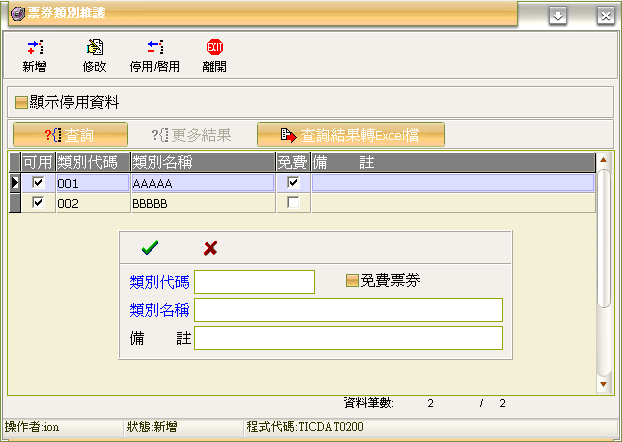 票券類別維護
新增 修改 停用/啓用 離開
EXIT
顯示停用資料
?{} 查詢 ?{} 更多結果 查詢結果轉Excel檔
可用 類別代碼 類別名稱 免費 備 註
001 AAAAA
002 BBBBB
類別代碼 免費票券
類別名稱
備 註
資料筆數: 2 / 2
操作者:ion 狀態:新增 程式代碼:TICDAT0200